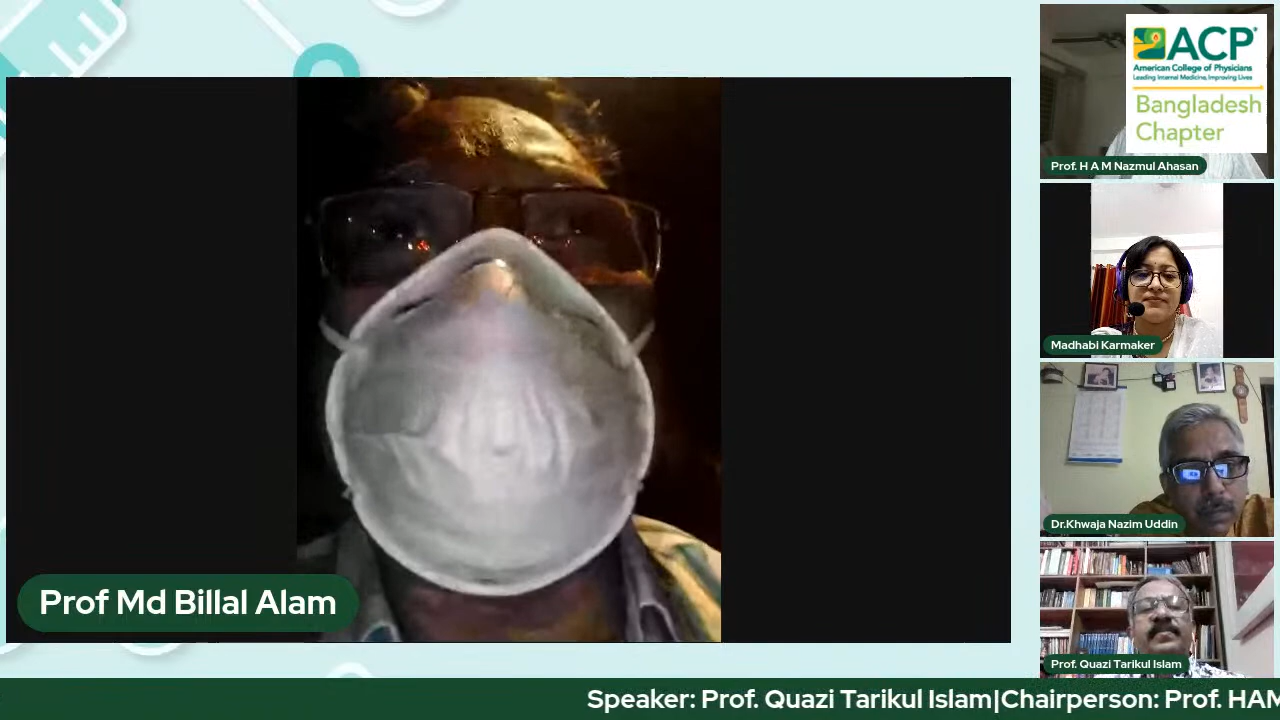 ACP
American College of Physicians
Leading Internal Medicine, Improving Lives
Bangladesh
Chapter
Prof. H A M Nazmul Ahasan
Madhabi Karmaker
Dr.Khwaja Nazim Uddin
Prof Md Billal Alam
Prof. Quazi Tarikul Islam
Speaker: Prof. Quazi Tarikul Islam|Chairperson: Prof. HAM